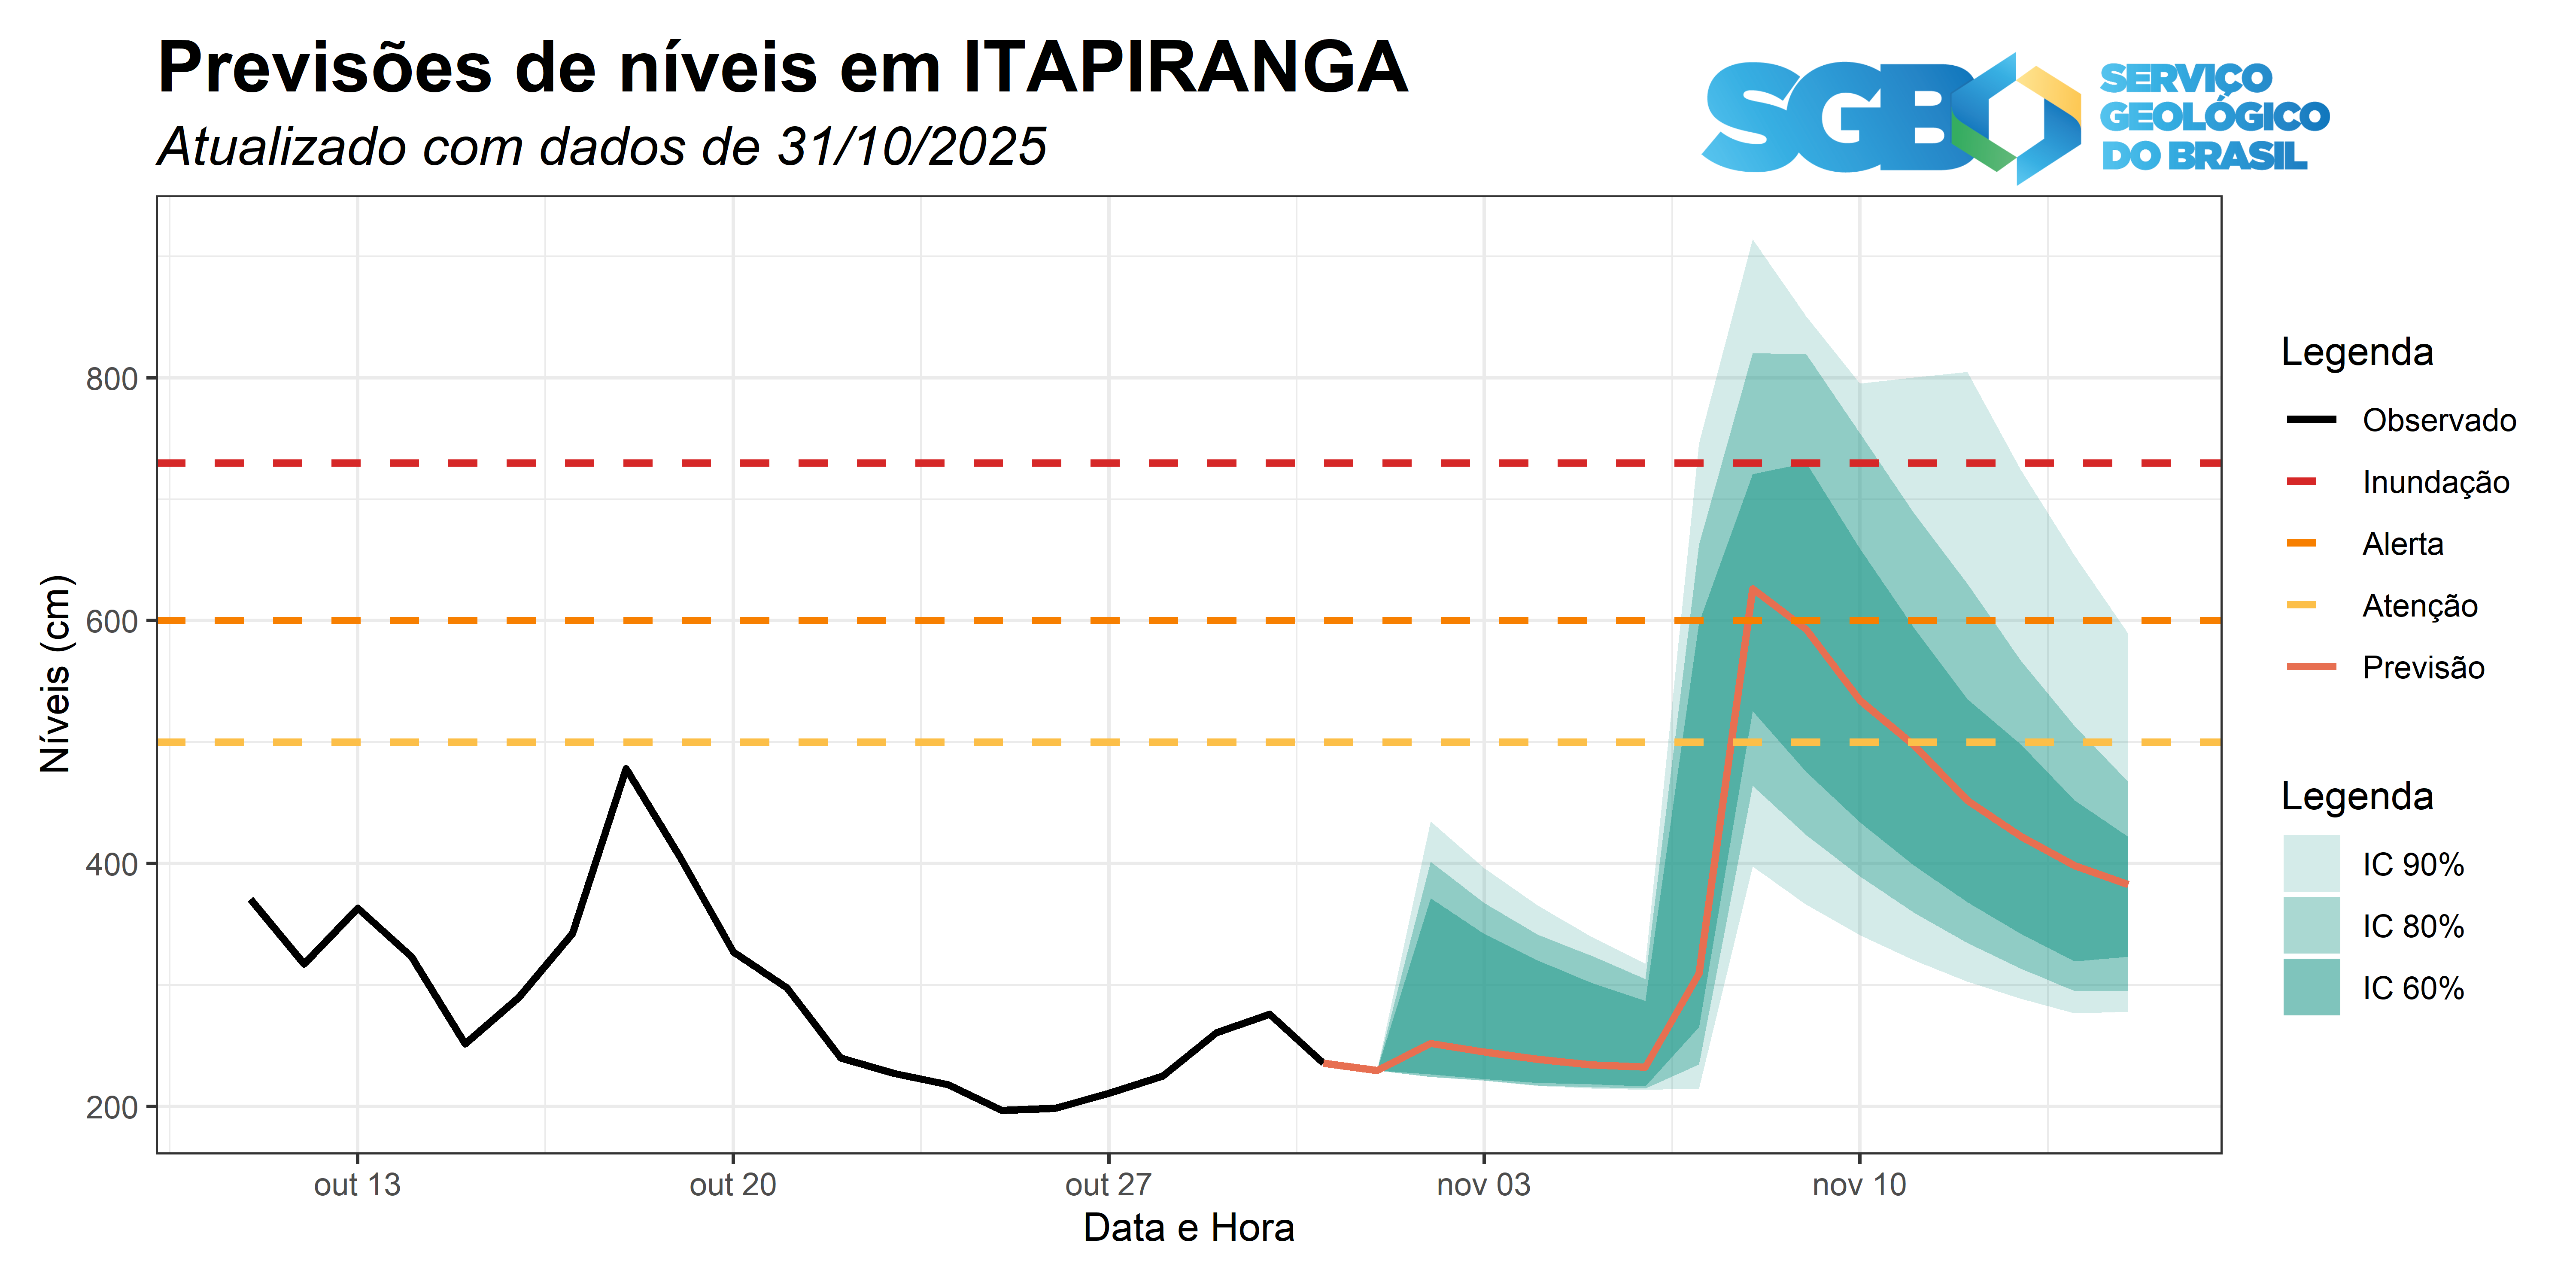 Previsões de níveis em ITAPIRANGA
Atualizado com dados de 31/10/2025
SGB
SERVIÇO
GEOLÓGICO
DO BRASIL
Níveis (cm)
800
600
400
200
out 13
out 20
out 27
nov 03
nov 10
Data e Hora
Legenda
Observado
Inundação
Alerta
Atenção
Previsão
Legenda
IC 90%
IC 80%
IC 60%